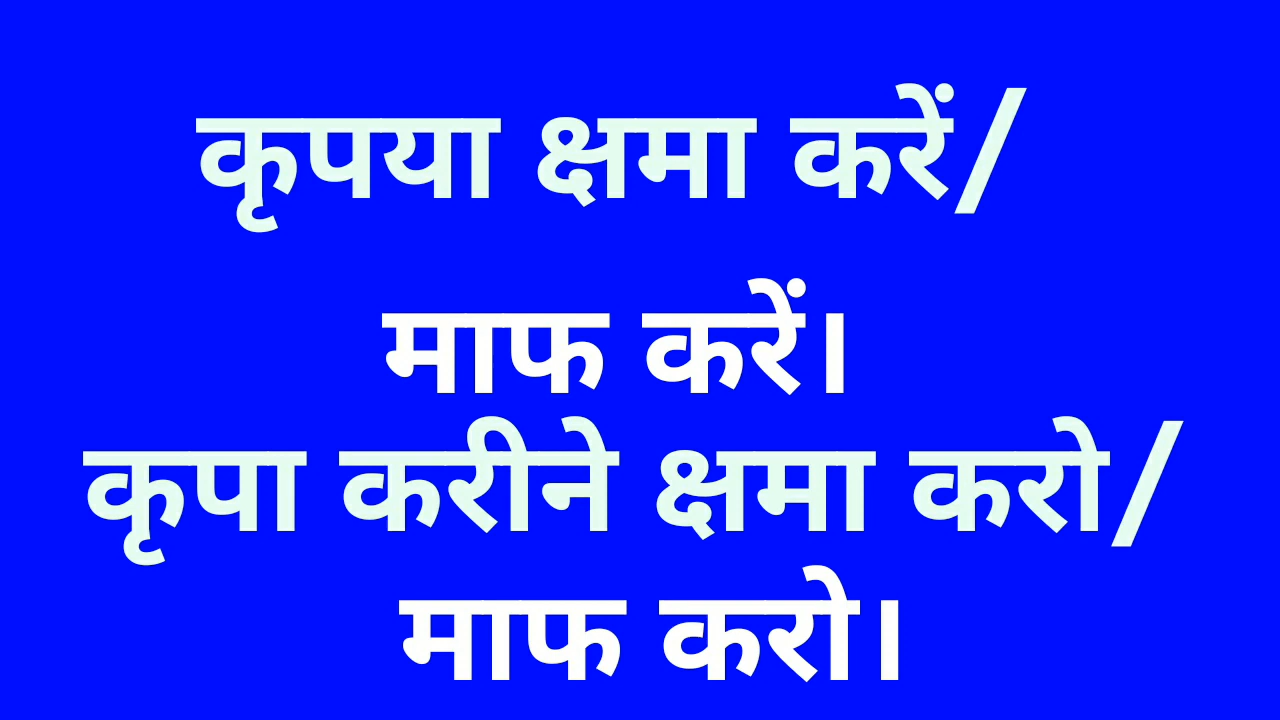 कृपया क्षमा करें/
माफ करें।
कृपा करीने क्षमा करो/
माफ करो।